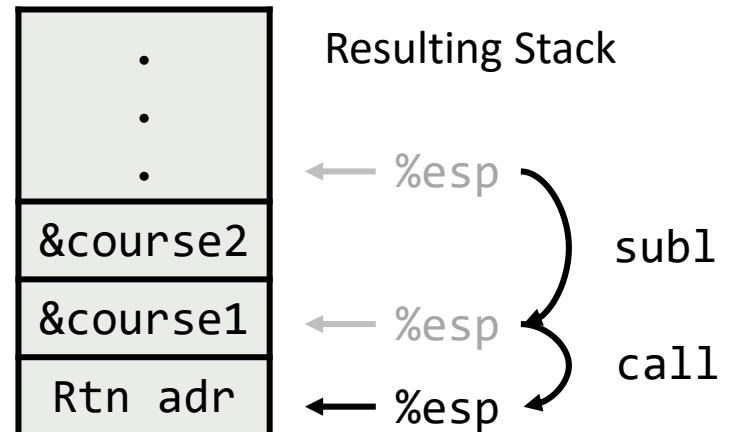 Resulting Stack
.
.
.
%esp
&course2
subl
&course1
%esp
call
Rtn adr
%esp